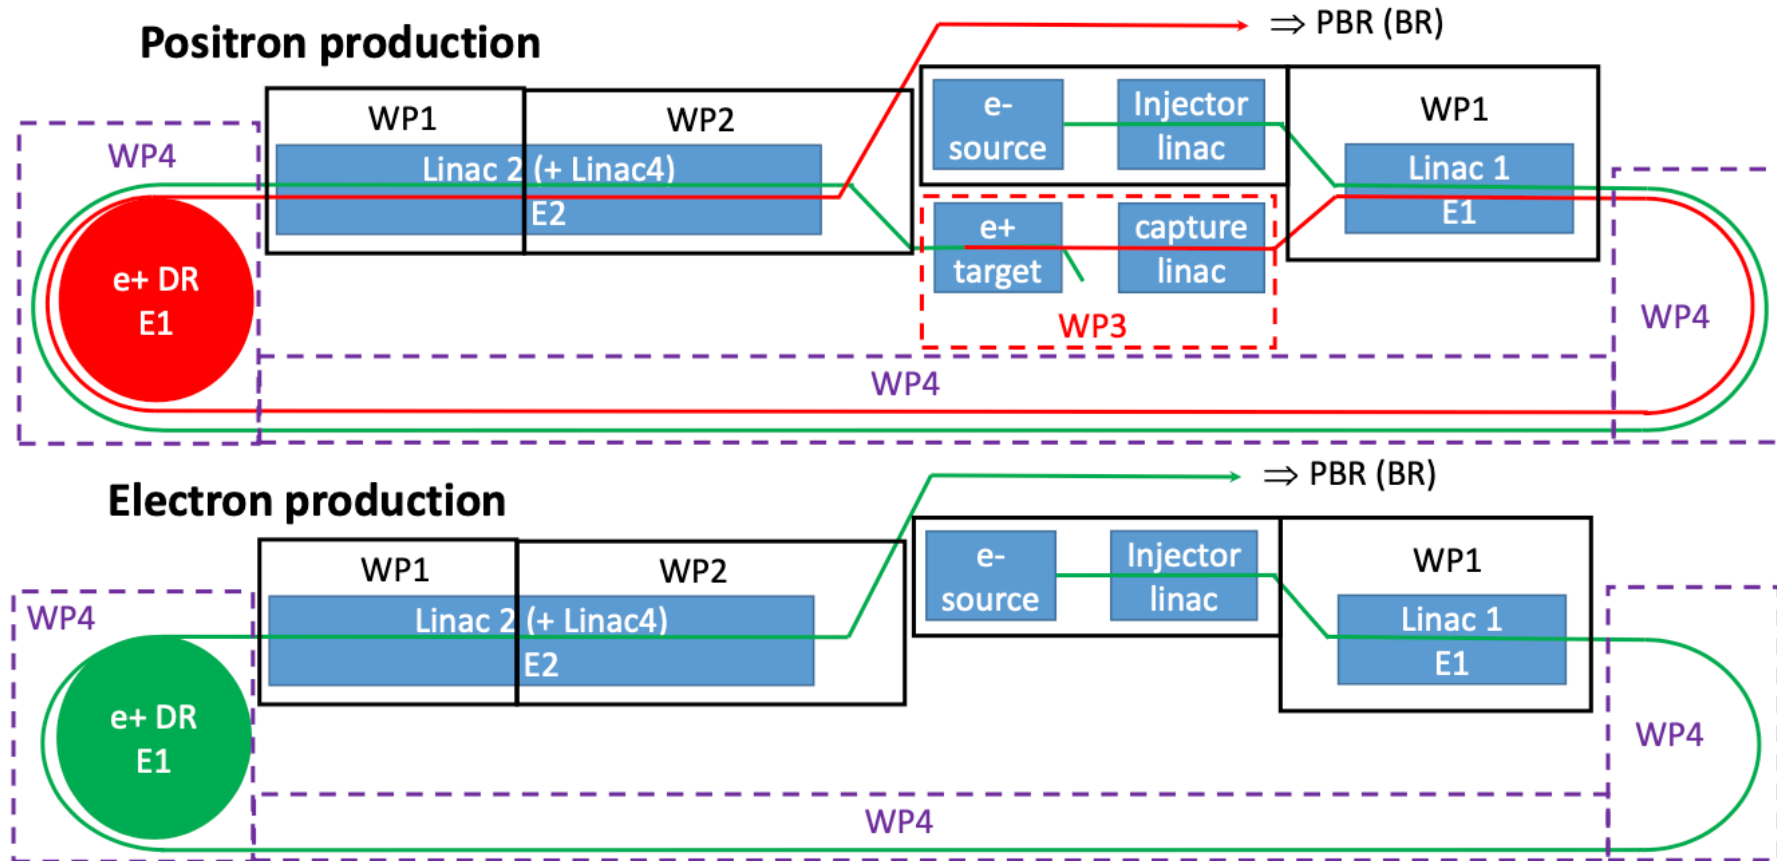 Positron production
⇒ PBR (BR)
WP4
WP1
WP2
Linac 2 (+ Linac4)
E2
e-
source
Injector
linac
WP1
Linac 1
E1
e+ DR
E1
e+
target
capture
linac
WP3
WP4
WP4
Electron production
⇒ PBR (BR)
WP4
WP1
WP2
Linac 2 (+ Linac4)
E2
e-
source
Injector
linac
WP1
Linac 1
E1
e+ DR
E1
WP4
WP4